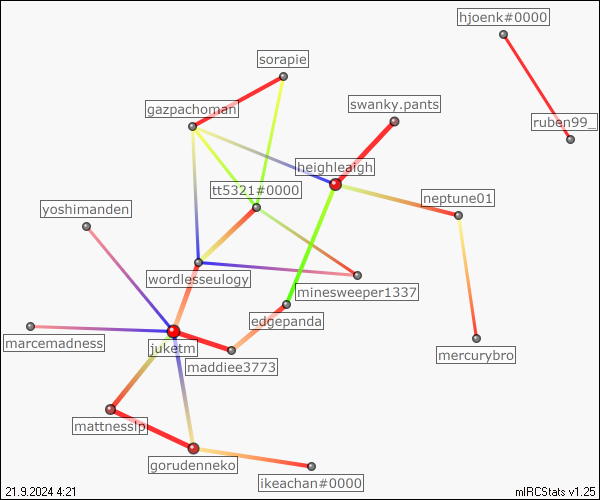 hjoenk#0000
sorapie
swanky.pants
gazpachoman
ruben99_
heighleaigh
tt5321#0000
neptune01
yoshimanden
wordlesseulogy
minesweeper1337
edgepanda
marcemadness
juketm
mercurybro
maddiee3773
mattnesslp
gorudenneko
ikeachan#0000
21.9.2024 4:21
mIRCStats v1.25